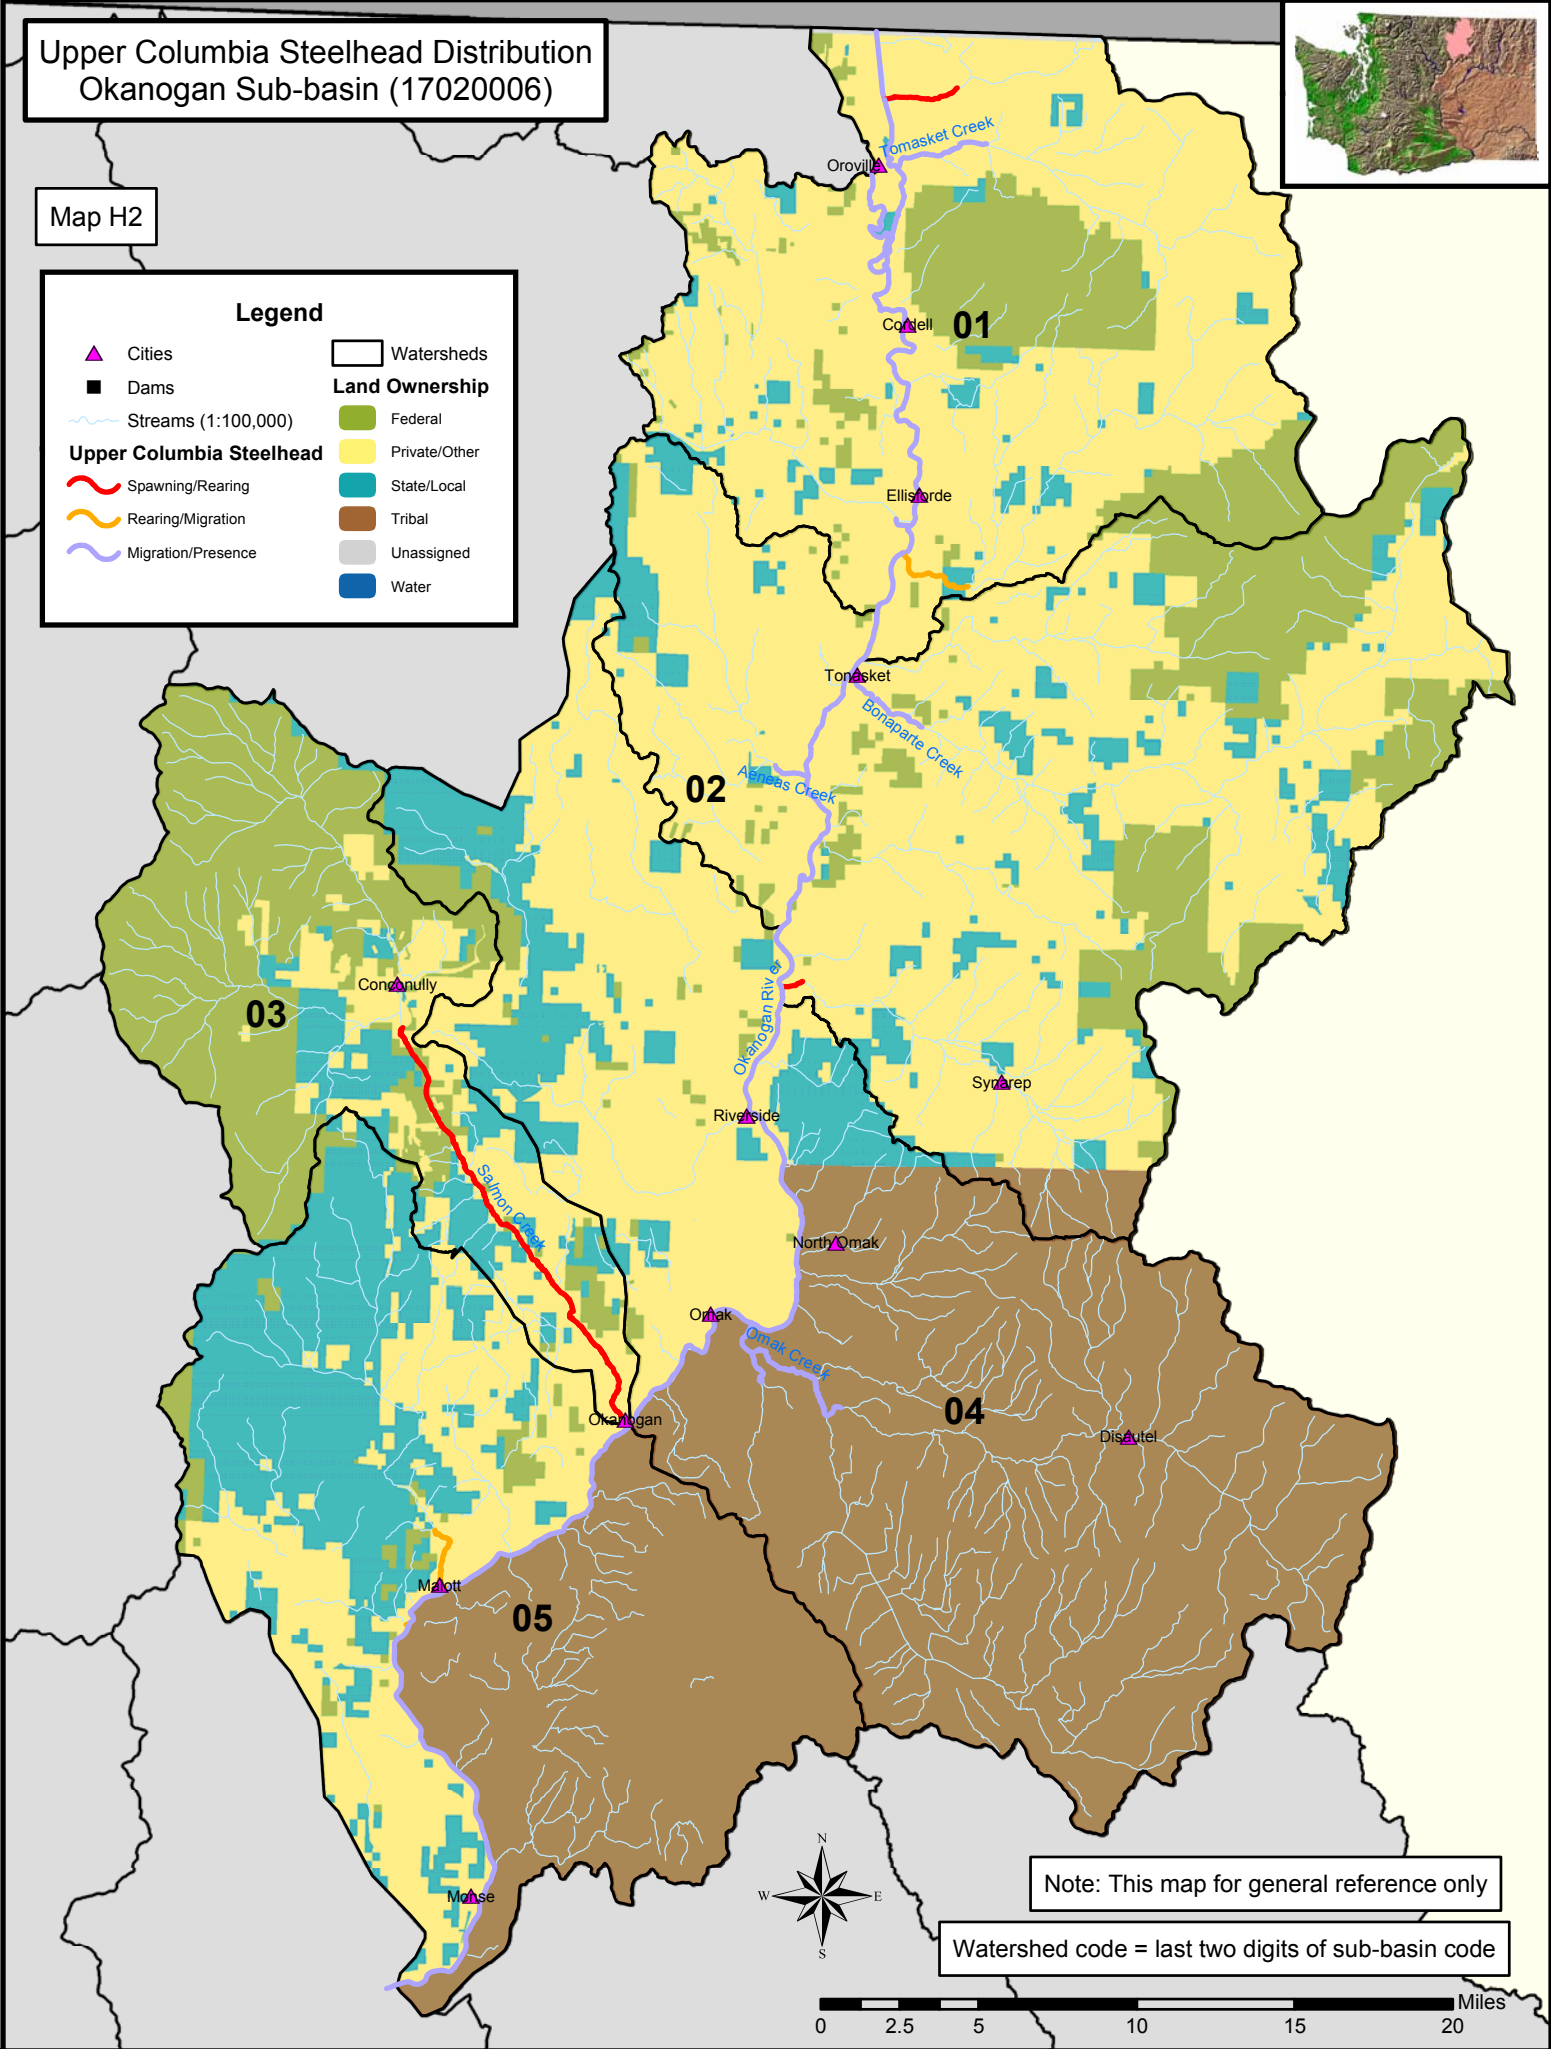 Upper Columbia Steelhead Distribution
Okanogan Sub-basin (17020006)
Map H2
Legend
Cities
Dams
Streams (1:100,000)
Upper Columbia Steelhead
Spawning/Rearing
Rearing/Migration
Migration/Presence
Watersheds
Land Ownership
Federal
Private/Other
State/Local
Tribal
Unassigned
Water
Tomasket Creek
Oroville
Cordell
01
Ellisforde
Tonasket
Bonaparte Creek
Aeneas Creek
02
Conconully
03
Okanogan River
Synarep
Riverside
Salmon Creek
North Omak
Omak
Omak Creek
04
Okanogan
Disautel
Malott
05
Monse
N
W
E
S
Note: This map for general reference only
Watershed code = last two digits of sub-basin code
Miles
0
2.5
5
10
15
20